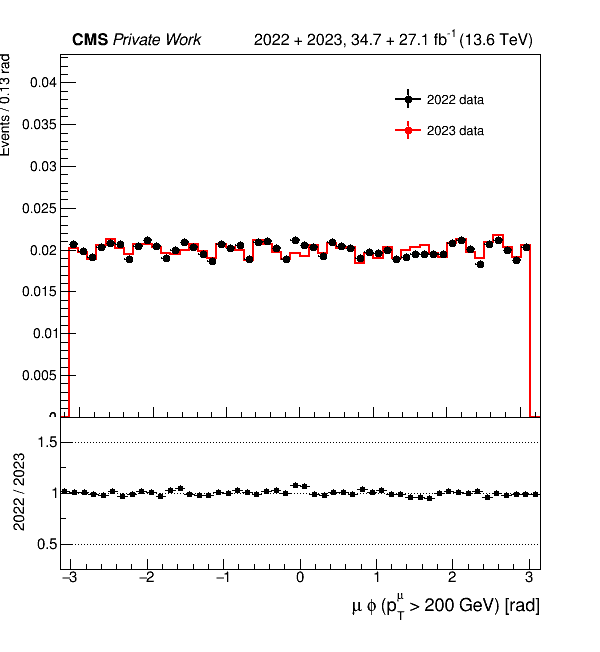 CMS Private Work 2022 + 2023, 34.7 + 27.1 fb-1 (13.6 TeV)
Events / 0.13 rad
0.04
0.035
0.03
0.025
0.02
0.015
0.01
0.005
0
2022 data
2023 data
2022 / 2023
1.5
1
0.5
−3 −2 −1 0 1 2 3
μ ϕ (pTμ > 200 GeV) [rad]